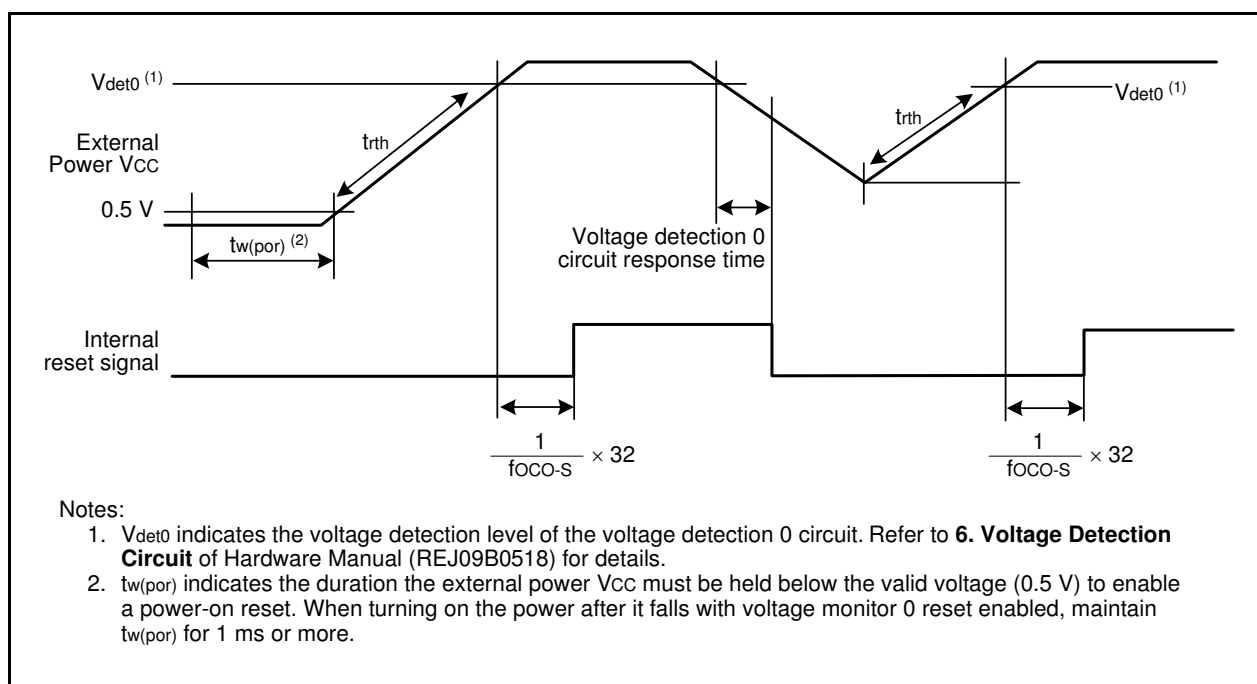 Vdet0 (1)
External
Power VCC
0.5 V
trth
tw(por) (2)
Voltage detection 0
circuit response time
trth
Vdet0 (1)
Internal
reset signal
1
fOCO-S
× 32
1
fOCO-S
× 32
Notes:
1. Vdet0 indicates the voltage detection level of the voltage detection 0 circuit. Refer to 6. Voltage Detection
Circuit of Hardware Manual (REJ09B0518) for details.
2. tw(por) indicates the duration the external power VCC must be held below the valid voltage (0.5 V) to enable
a power-on reset. When turning on the power after it falls with voltage monitor 0 reset enabled, maintain
tw(por) for 1 ms or more.